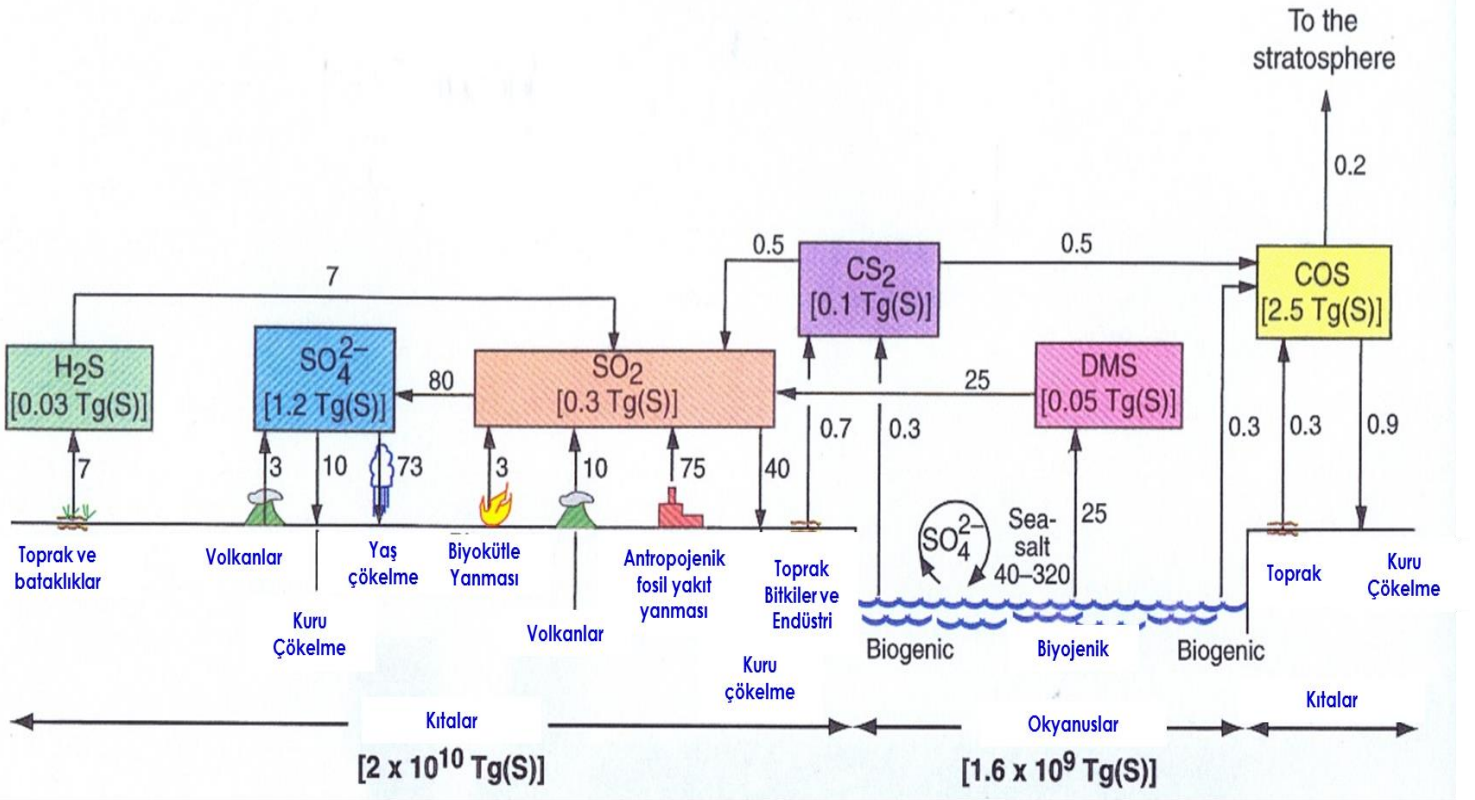 To the
stratosphere
0.2
0.5
0.5
7
CS2
[0.1 Tg(S)]
COS
[2.5 Tg(S)]
H2S
[0.03 Tg(S)]
SO4 2–
[1.2 Tg(S)]
80
SO2
[0.3 Tg(S)]
25
DMS
[0.05 Tg(S)]
7
3
10
73
3
10
75
40
0.7
0.3
25
0.3
0.3
0.9
SO4 2–
Sea-
salt
40–320
Toprak ve
bataklıklar
Volkanlar
Kuru
Çökelme
Yaş
çökelme
Biyokütle
Yanması
Volkanlar
Antropojenik
fosil yakıt
yanması
Kuru
çökelme
Toprak
Bitkiler ve
Endüstri
Biogenic
Biyojenik
Biogenic
Toprak
Kuru
Çökelme
Kıtalar
Okyanuslar
Kıtalar
[2 x 10^10 Tg(S)]
[1.6 x 10^9 Tg(S)]